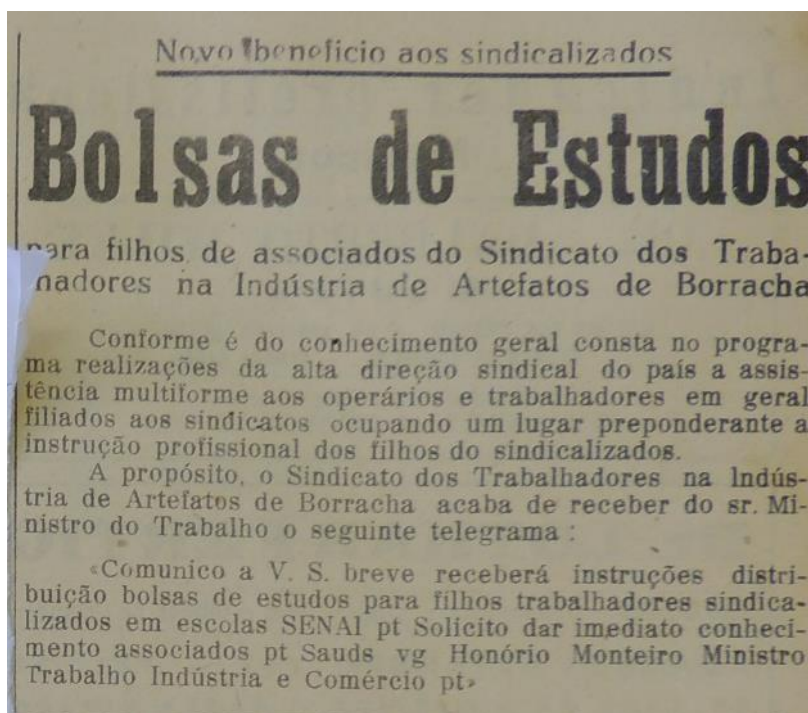 Novo beneficio aos sindicalizados
Bolsas de Estudos
para filhos de associados do Sindicato dos Traba-
hadores na Indústria de Artefatos de Borracha
Conforme é do conhecimento geral consta no progra-
ma realizações da alta direção sindical do país a assis-
tência multiforme aos operários e trabalhadores em geral
filiados aos sindicatos ocupando um lugar preponderante a
instrução profissional dos filhos do sindicalizados.
A propósito, o Sindicato dos Trabalhadores na Indús-
tria de Artefatos de Borracha acaba de receber do sr. Mi-
nistro do Trabalho o seguinte telegrama :
«Comunico a V. S. breve receberá instruções distri-
buição bolsas de estudos para filhos trabalhadores sindica-
lizados em escolas SENAI pt Solicito dar imediato conheci-
mento associados pt Sauds vg Honório Monteiro Ministro
Trabalho Indústria e Comércio pt»